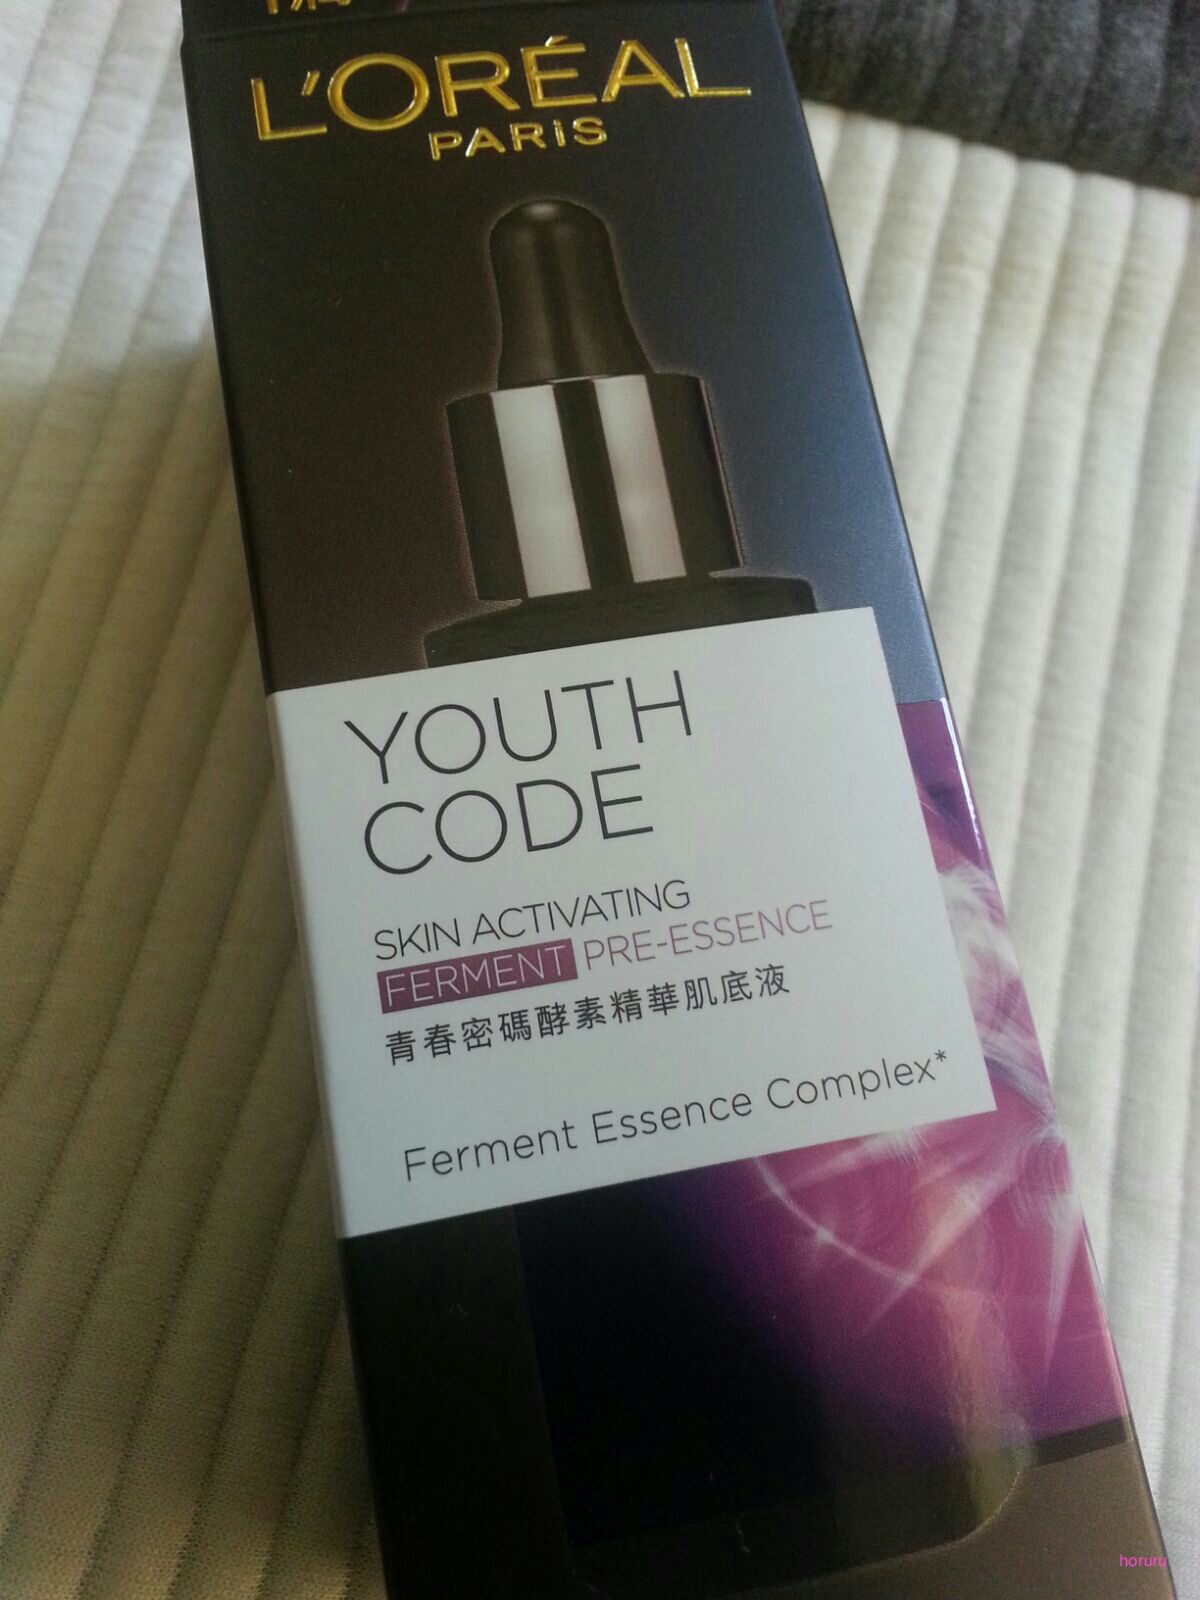 L'ORÉAL
PARiS
YOUTH
CODE
SKIN ACTIVATING
FERMENT PRE-ESSENCE
青春密碼酵素精華肌底液
Ferment Essence Complex*
horuru